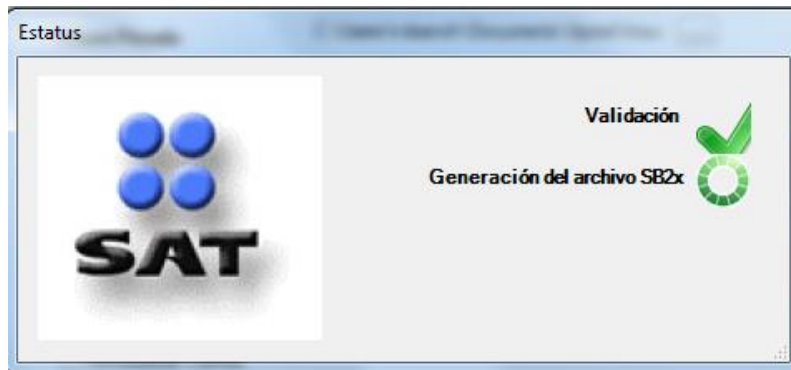 Estatus
Validación
Generación del archivo SB2x
SAT